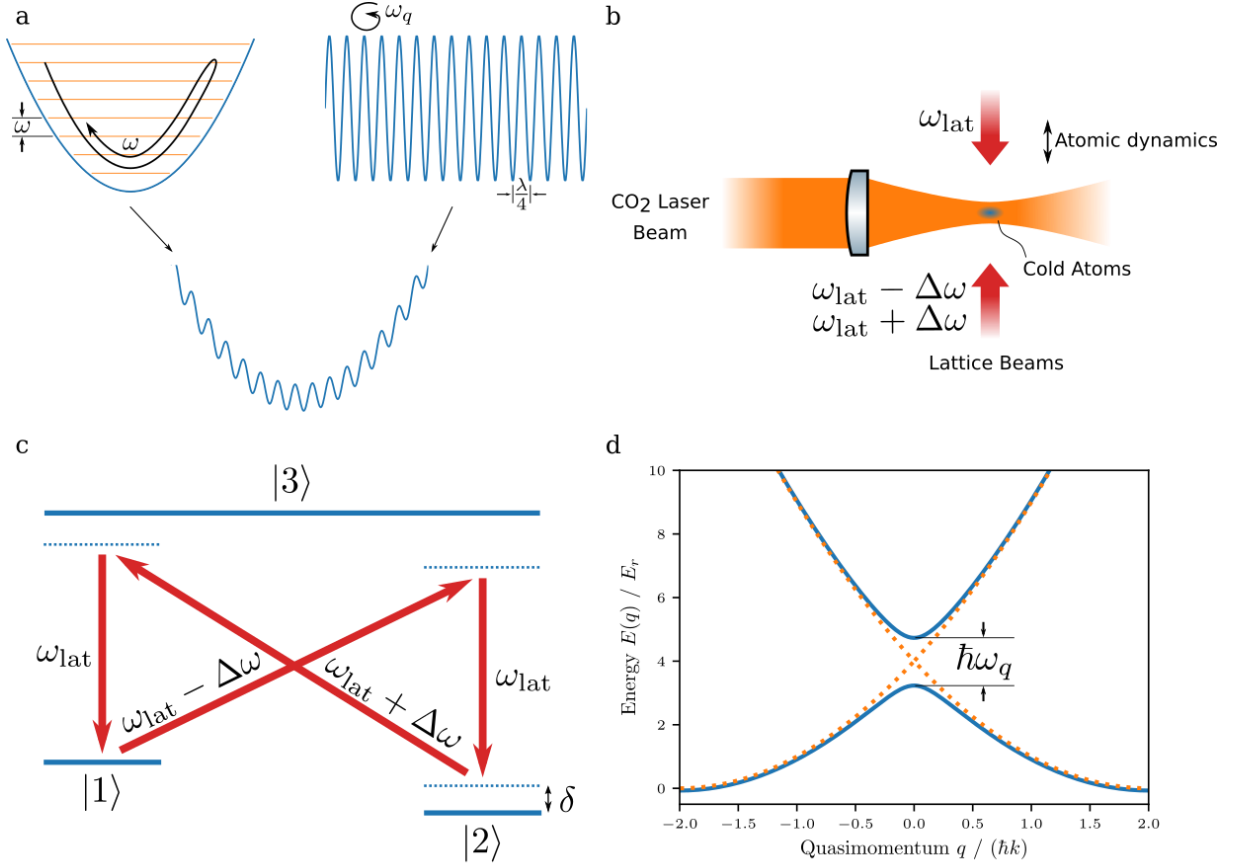 a
ω_q
ω
ω
λ/4
b
ω_lat
Atomic dynamics
CO₂ Laser
Beam
Cold Atoms
ω_lat − Δω
ω_lat + Δω
Lattice Beams
c
|3⟩
ω_lat
ω_lat − Δω
ω_lat + Δω
ω_lat
|1⟩
δ
|2⟩
d
10
8
6
4
2
0
Energy E(q) / E_r
ħω_q
−2.0 −1.5 −1.0 −0.5 0.0 0.5 1.0 1.5 2.0
Quasimomentum q / (ħk)